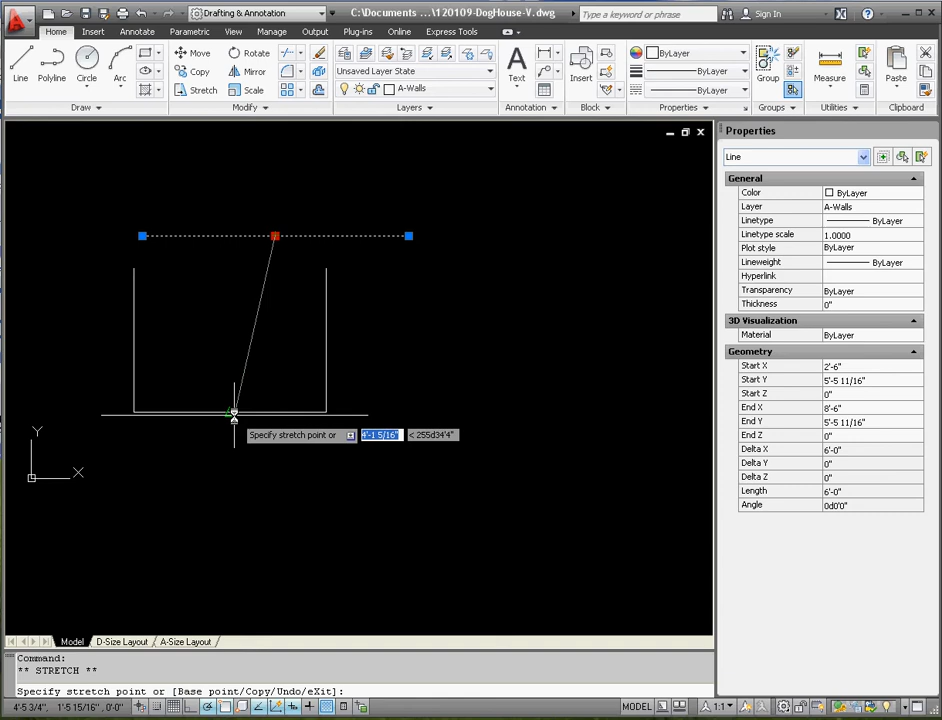 Drafting & Annotation
C:\Documents ...\120109-DogHouse-V.dwg
Type a keyword or phrase
Sign In
Home Insert Annotate Parametric View Manage Output Plug-ins Online Express Tools
Line Polyline Circle Arc
Move Rotate
Copy Mirror
Stretch Scale
Unsaved Layer State
A-Walls
Text Insert
ByLayer
ByLayer
ByLayer
Group Measure Paste
Draw Modify Layers Annotation Block Properties Groups Utilities Clipboard
Properties
Line
General
Color ByLayer
Layer A-Walls
Linetype ByLayer
Linetype scale 1.0000
Plot style ByLayer
Lineweight ByLayer
Hyperlink
Transparency ByLayer
Thickness 0"
3D Visualization
Material ByLayer
Geometry
Start X 2'-6"
Start Y 5'-5 11/16"
Start Z 0"
End X 8'-6"
End Y 5'-5 11/16"
End Z 0"
Delta X 6'-0"
Delta Y 0"
Delta Z 0"
Length 6'-0"
Angle 0d0'0"
Specify stretch point or 4'-1 5/16" < 255d34'4"
Y
X
Model D-Size Layout A-Size Layout
Command:
** STRETCH **
Specify stretch point or [Base point/Copy/Undo/eXit]:
4'-5 3/4", 1'-5 15/16", 0'-0" MODEL 1:1